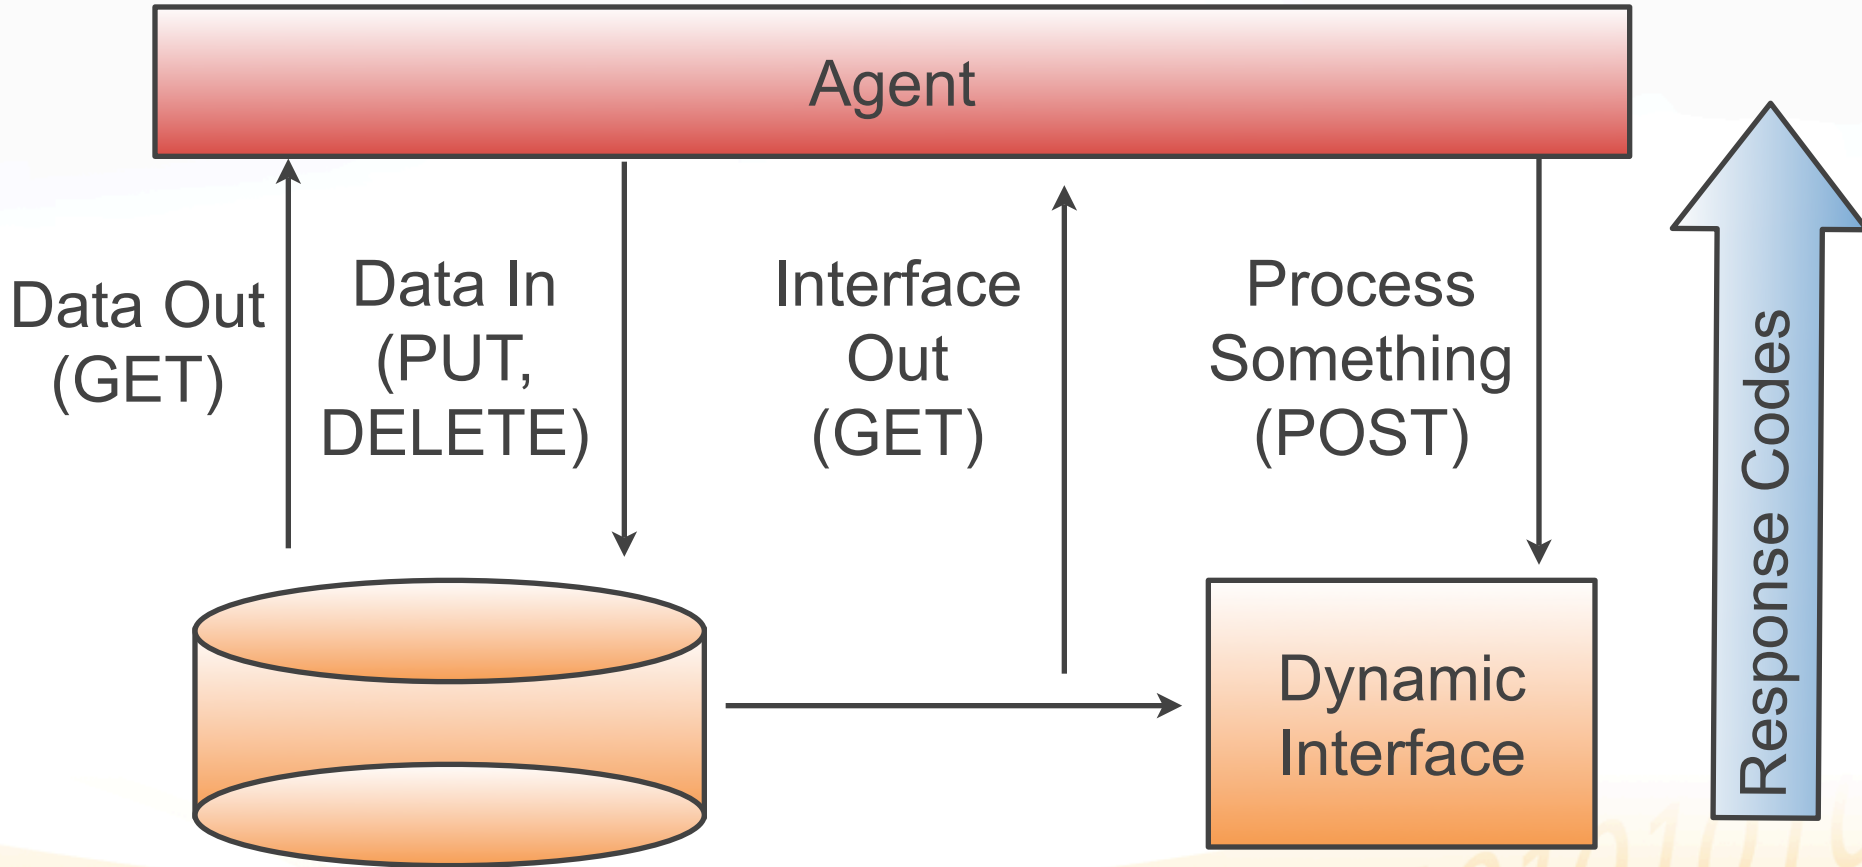 Agent
Data Out
(GET)
Data In
(PUT,
DELETE)
Interface
Out
(GET)
Process
Something
(POST)
Response Codes
Dynamic
Interface